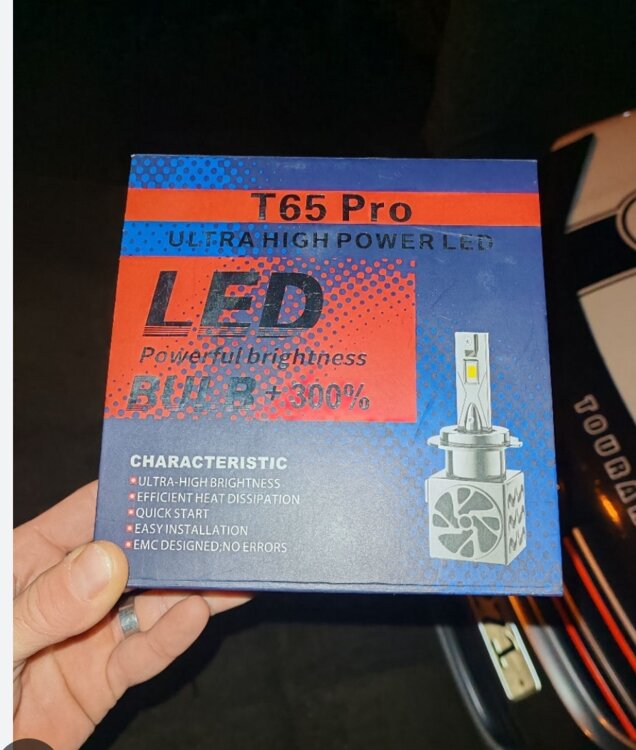 T65 Pro
ULTRA HIGH POWER LED
LED
Powerful brightness
BULB + 300%
CHARACTERISTIC
ULTRA-HIGH BRIGHTNESS
EFFICIENT HEAT DISSIPATION
QUICK START
EASY INSTALLATION
EMC DESIGNED:NO ERRORS